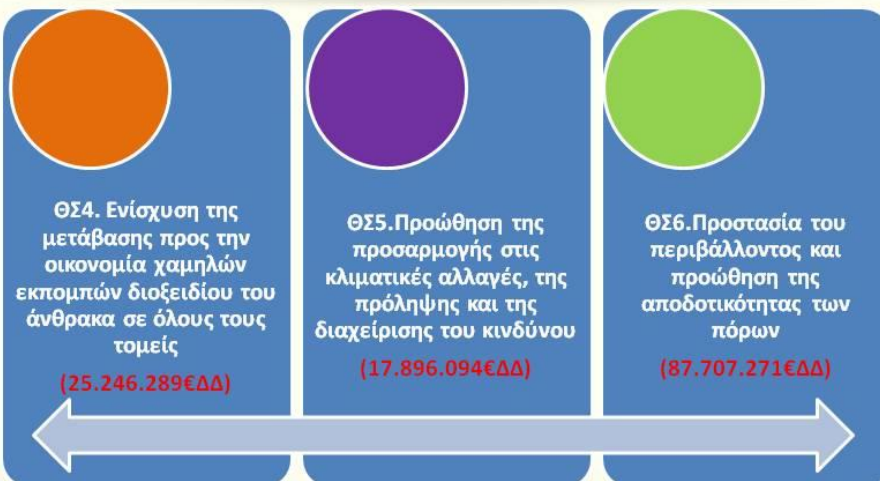 ΘΣ4. Ενίσχυση της
μετάβασης προς την
οικονομία χαμηλών
εκπομπών διοξειδίου του
άνθρακα σε όλους τους
τομείς
(25.246.289€ΔΔ)
ΘΣ5.Προώθηση της
προσαρμογής στις
κλιματικές αλλαγές, της
πρόληψης και της
διαχείρισης του κινδύνου
(17.896.094€ΔΔ)
ΘΣ6.Προστασία του
περιβάλλοντος και
προώθηση της
αποδοτικότητας των
πόρων
(87.707.271€ΔΔ)